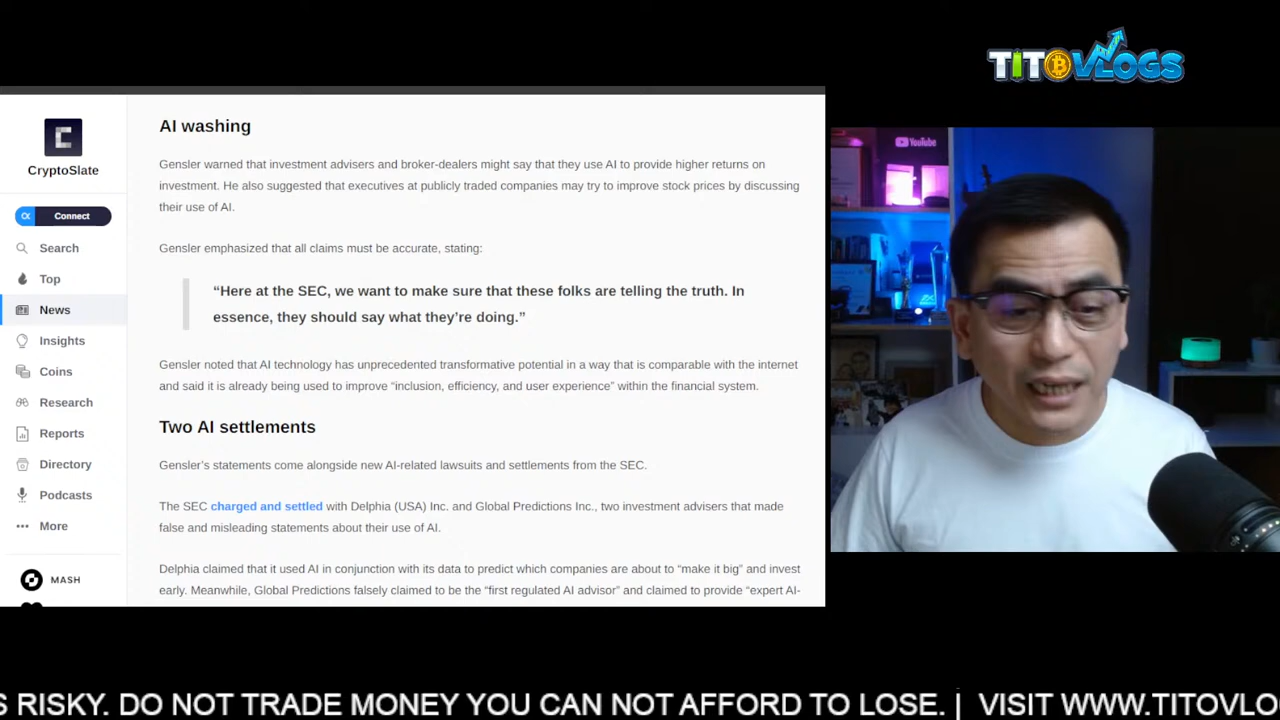 TITOVLOGS
YouTube
CryptoSlate
Connect
Search
Top
News
Insights
Coins
Research
Reports
Directory
Podcasts
More
MASH
AI washing
Gensler warned that investment advisers and broker-dealers might say that they use AI to provide higher returns on
investment. He also suggested that executives at publicly traded companies may try to improve stock prices by discussing
their use of AI.
Gensler emphasized that all claims must be accurate, stating:
“Here at the SEC, we want to make sure that these folks are telling the truth. In
essence, they should say what they’re doing.”
Gensler noted that AI technology has unprecedented transformative potential in a way that is comparable with the internet
and said it is already being used to improve “inclusion, efficiency, and user experience” within the financial system.
Two AI settlements
Gensler’s statements come alongside new AI-related lawsuits and settlements from the SEC.
The SEC charged and settled with Delphia (USA) Inc. and Global Predictions Inc., two investment advisers that made
false and misleading statements about their use of AI.
Delphia claimed that it used AI in conjunction with its data to predict which companies are about to “make it big” and invest
early. Meanwhile, Global Predictions falsely claimed to be the “first regulated AI advisor” and claimed to provide “expert AI-
S RISKY. DO NOT TRADE MONEY YOU CAN NOT AFFORD TO LOSE. | VISIT WWW.TITOVLO